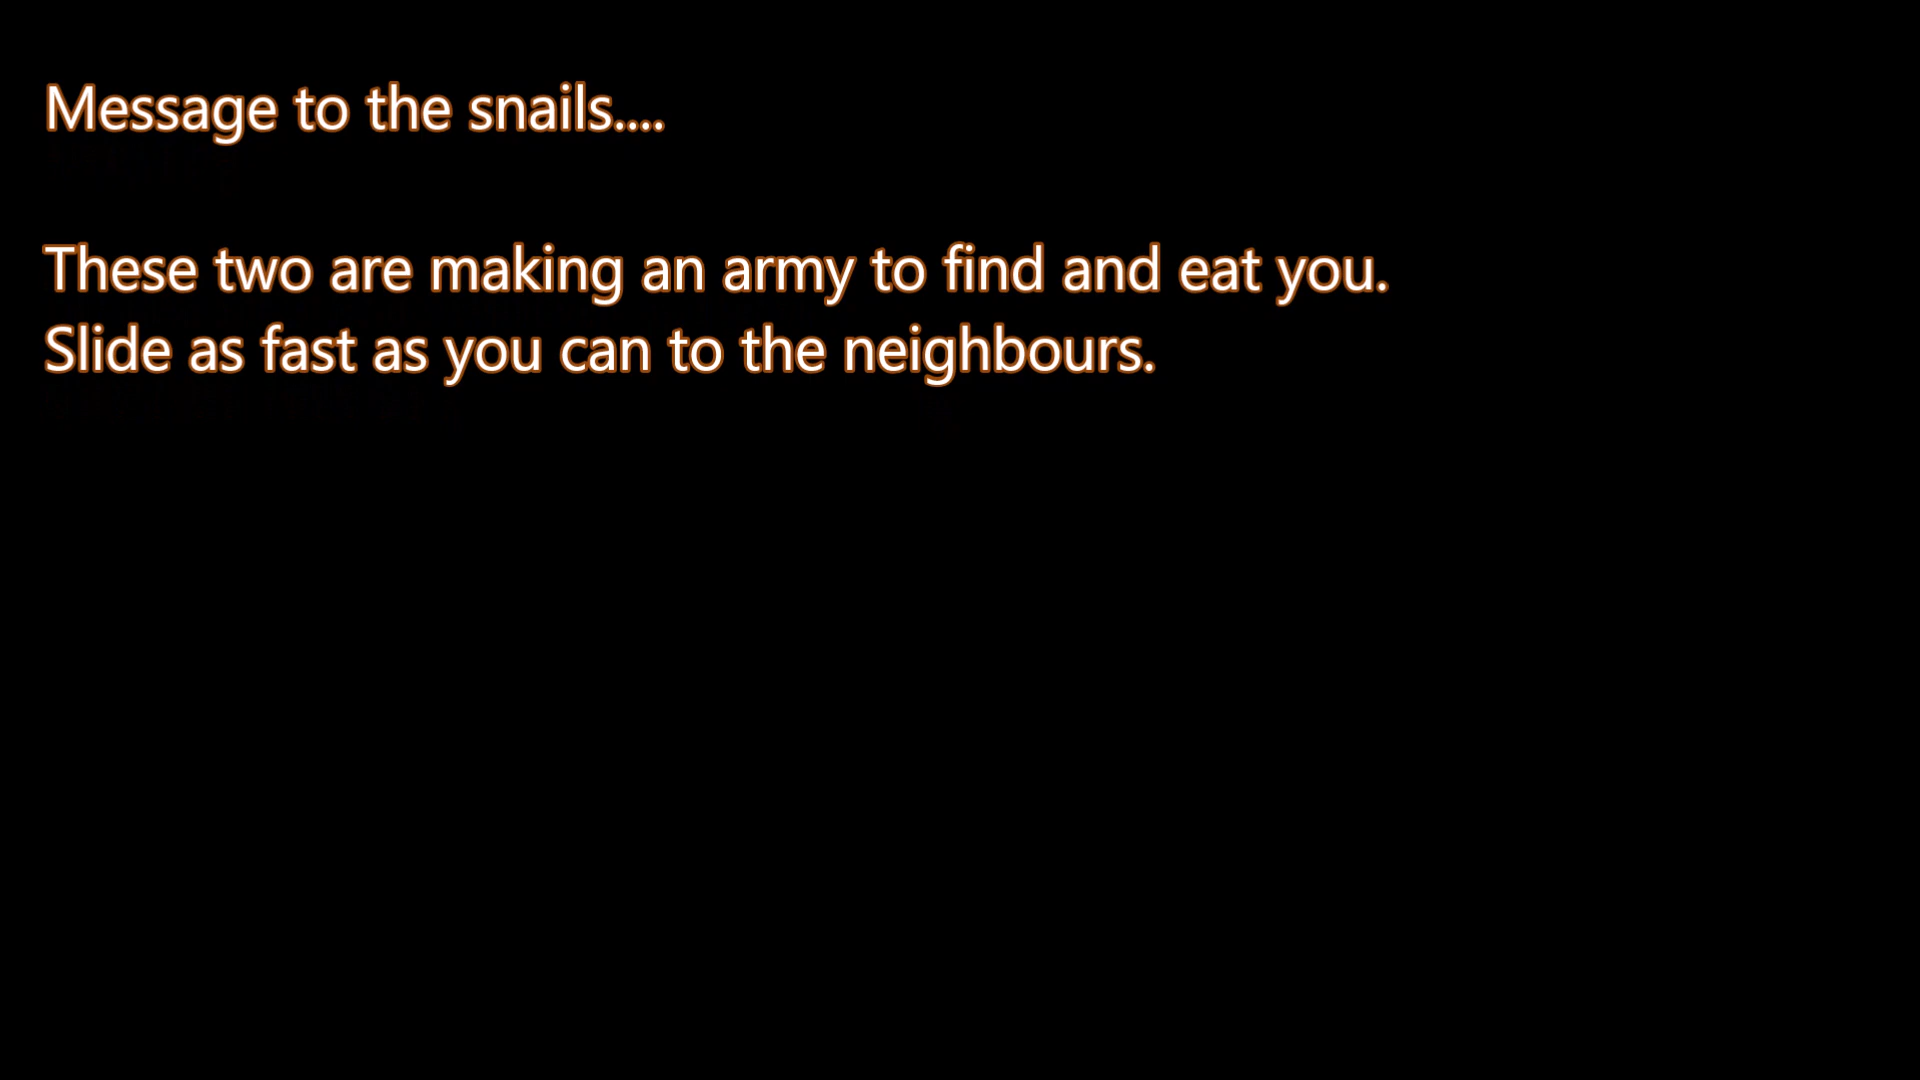 Message to the snails....
These two are making an army to find and eat you.
Slide as fast as you can to the neighbours.